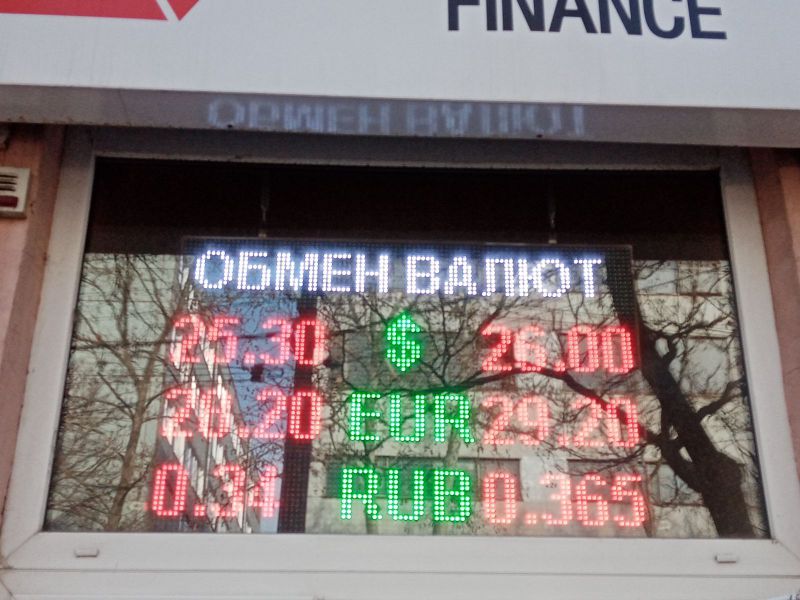 FINANCE
ОБМЕН ВАЛЮТ
25.30 $ 26.00
28.20 EUR 29.20
0.34 RUB 0.365